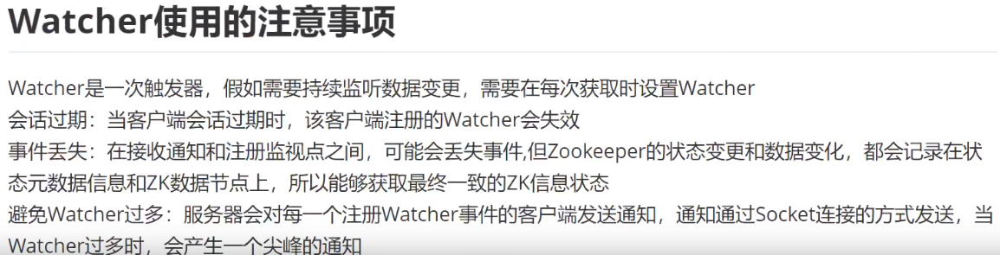 Watcher使用的注意事项
Watcher是一次触发器，假如需要持续监听数据变更，需要在每次获取时设置Watcher
会话过期：当客户端会话过期时，该客户端注册的Watcher会失效
事件丢失：在接收通知和注册监视点之间，可能会丢失事件,但Zookeeper的状态变更和数据变化，都会记录在状
态元数据信息和ZK数据节点上，所以能够获取最终一致的ZK信息状态
避免Watcher过多：服务器会对每一个注册Watcher事件的客户端发送通知，通知通过Socket连接的方式发送，当
Watcher过多时，会产生一个尖峰的通知